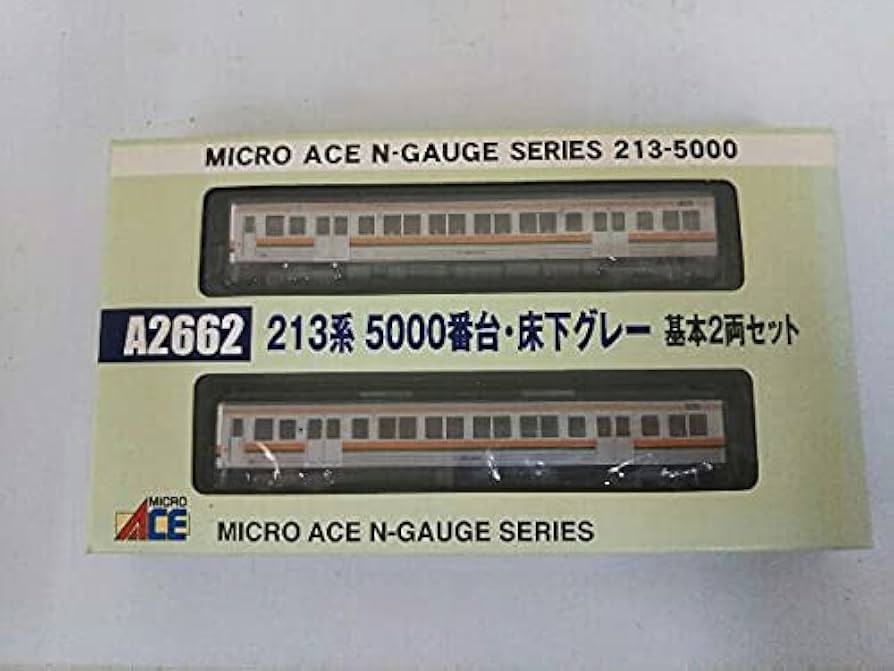 MICRO ACE N-GAUGE SERIES 213-5000
A2662 213系 5000番台・床下グレー 基本2両セット
MICRO ACE
MICRO ACE N-GAUGE SERIES